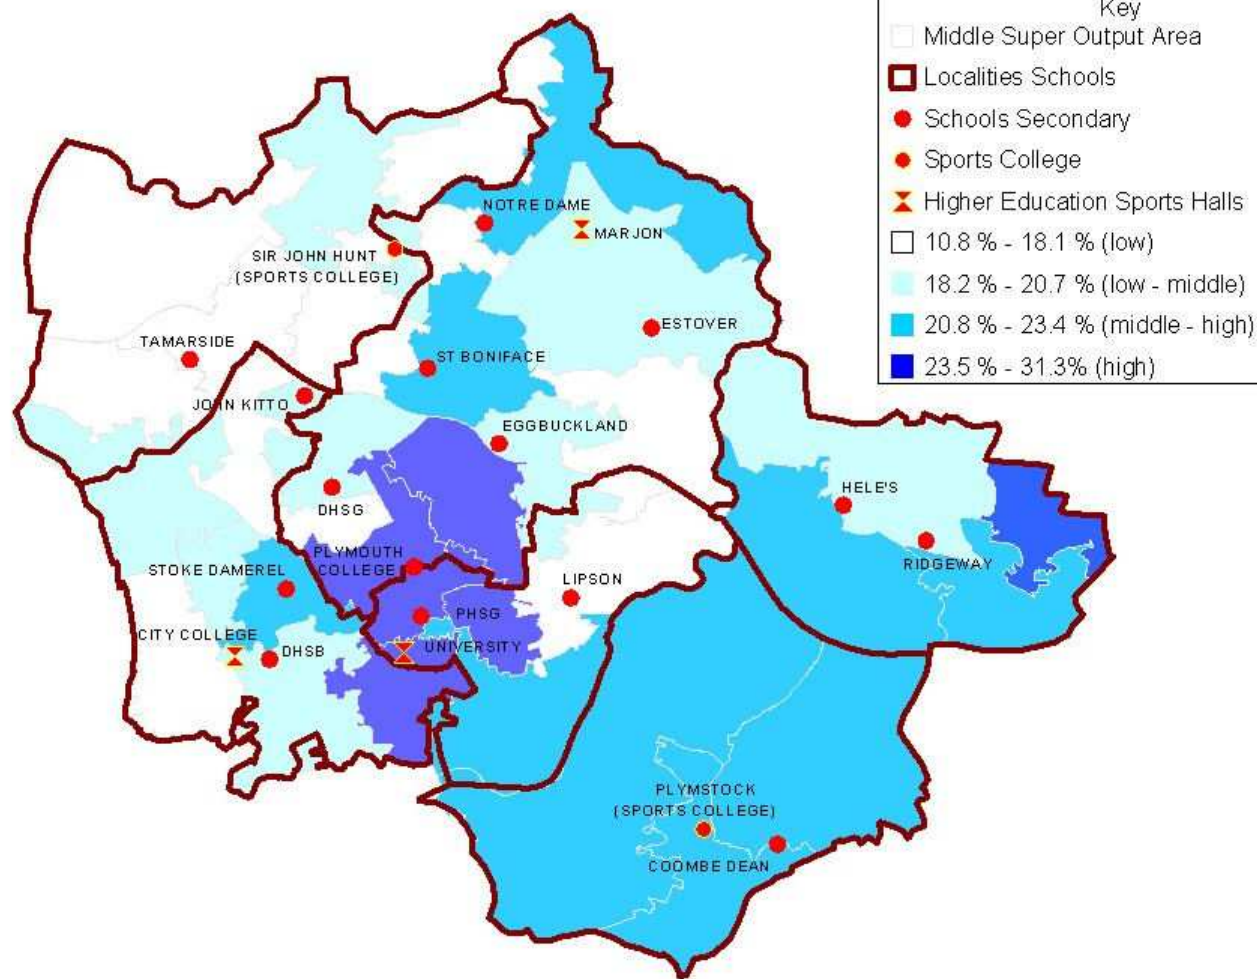 Key
Middle Super Output Area
Localities Schools
Schools Secondary
Sports College
Higher Education Sports Halls
10.8 % - 18.1 % (low)
18.2 % - 20.7 % (low - middle)
20.8 % - 23.4 % (middle - high)
23.5 % - 31.3% (high)
NOTRE DAME
MARJON
SIR JOHN HUNT
(SPORTS COLLEGE)
ESTOVER
TAMARSIDE
ST BONIFACE
JOHN KITTO
EGGBUCKLAND
HELE'S
DHSG
PLYMOUTH
COLLEGE
RIDGEWAY
STOKE DAMEREL
LIPSON
PHSG
CITY COLLEGE
UNIVERSITY
DHSB
PLYMSTOCK
(SPORTS COLLEGE)
COOMBE DEAN